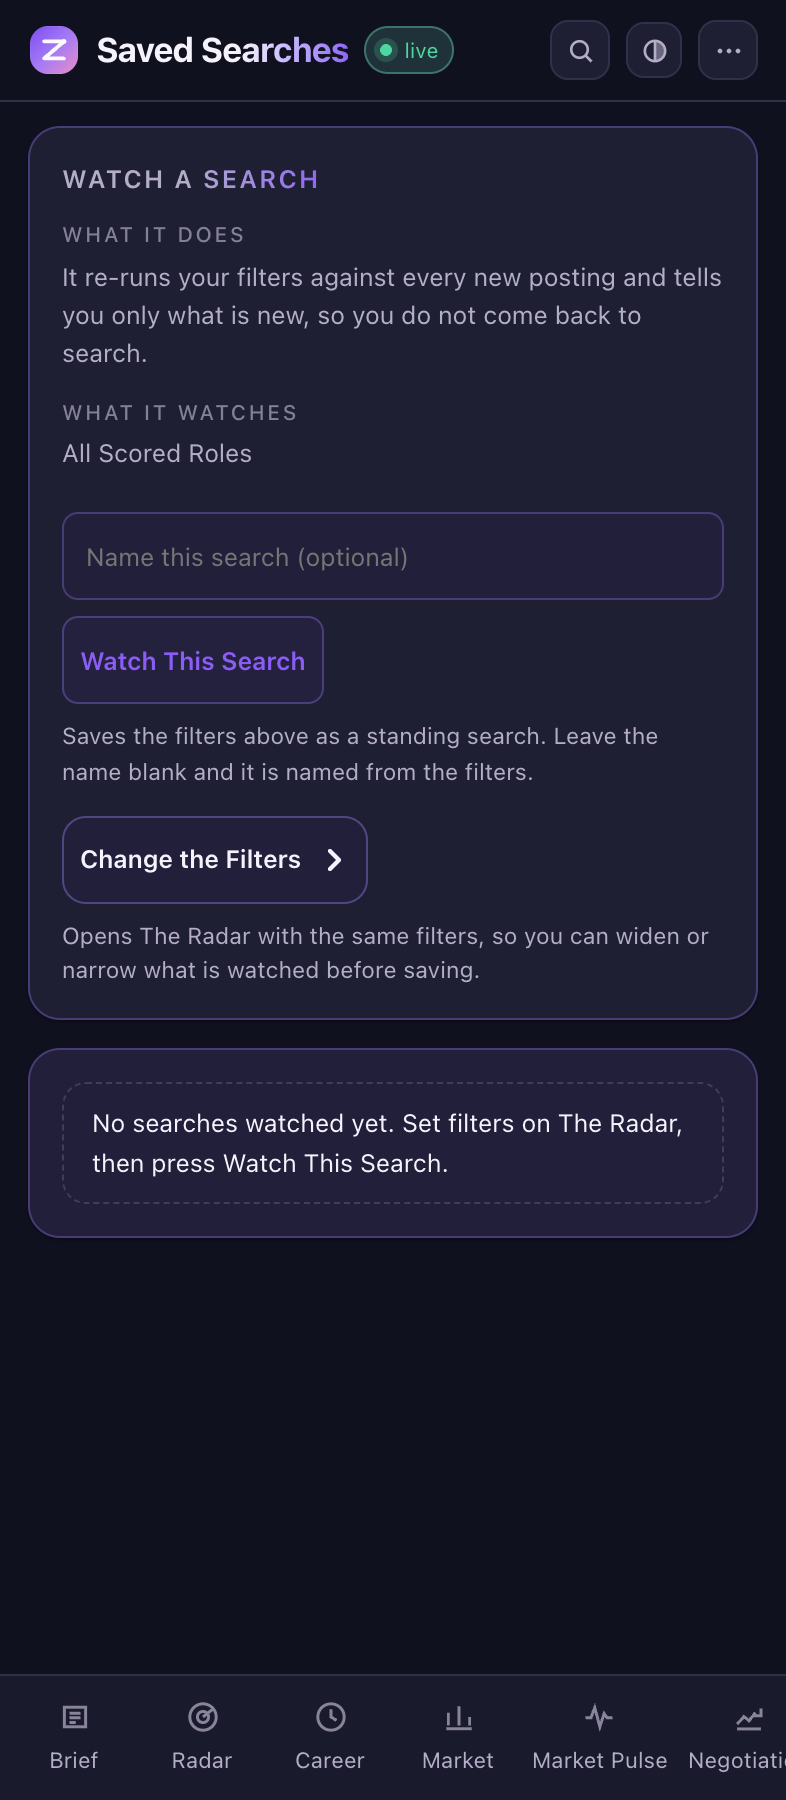 Saved Searches
live
WATCH A SEARCH
WHAT IT DOES
It re-runs your filters against every new posting and tells
you only what is new, so you do not come back to
search.
WHAT IT WATCHES
All Scored Roles
Name this search (optional)
Watch This Search
Saves the filters above as a standing search. Leave the
name blank and it is named from the filters.
Change the Filters
Opens The Radar with the same filters, so you can widen or
narrow what is watched before saving.
No searches watched yet. Set filters on The Radar,
then press Watch This Search.
Brief
Radar
Career
Market
Market Pulse
Negotiati